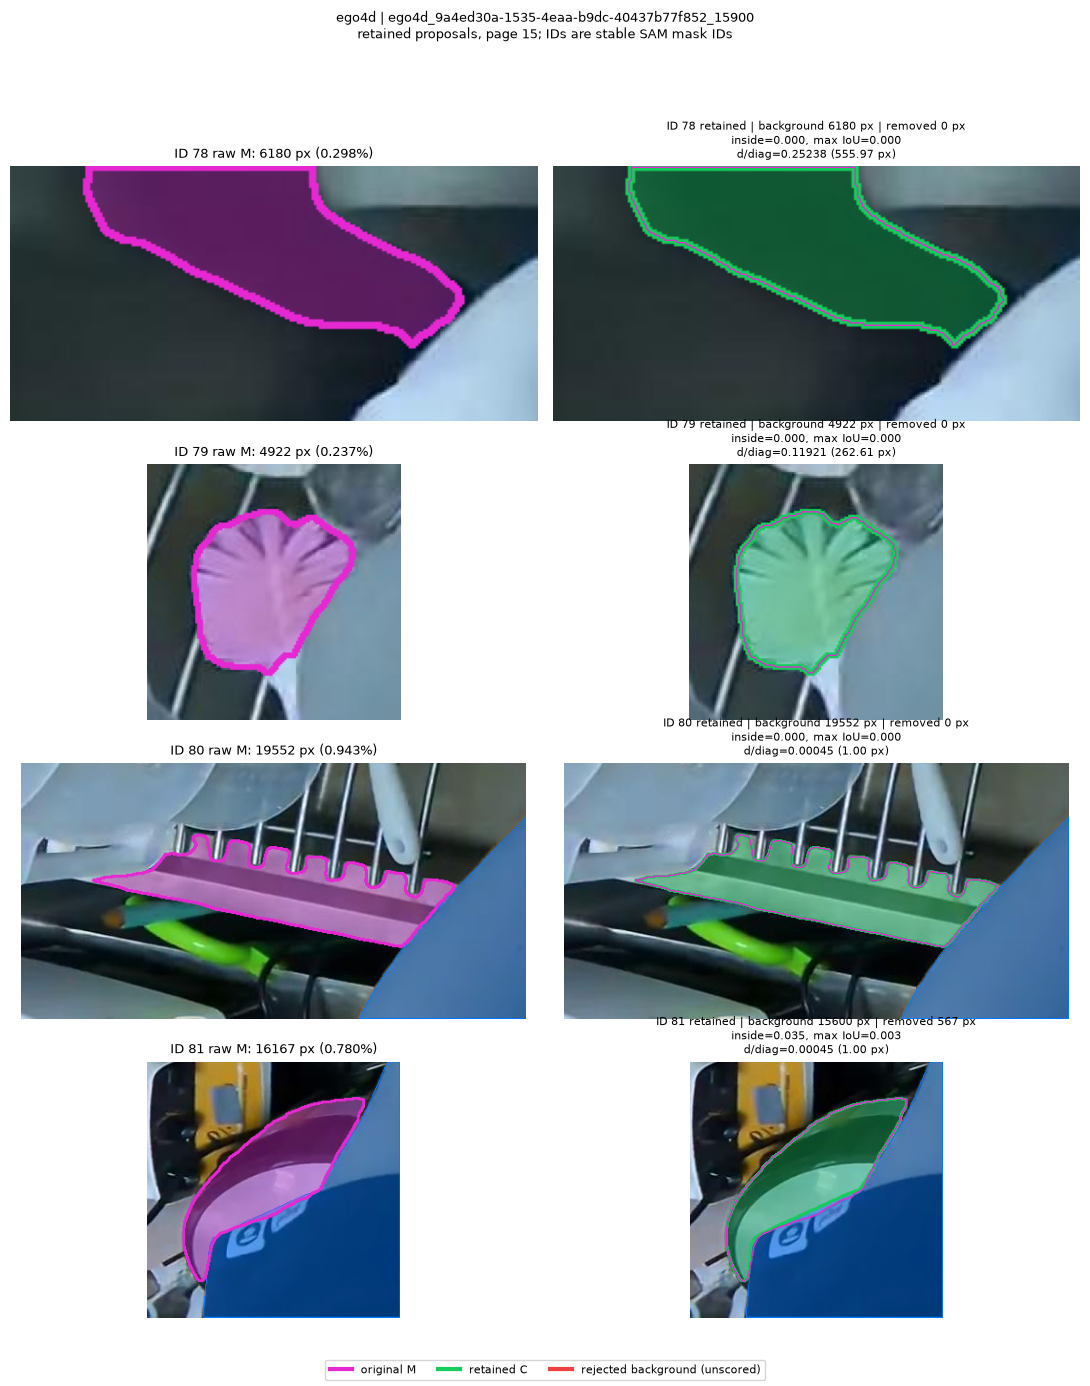 ego4d | ego4d_9a4ed30a-1535-4eaa-b9dc-40437b77f852_15900
retained proposals, page 15; IDs are stable SAM mask IDs
ID 78 raw M: 6180 px (0.298%)
ID 78 retained | background 6180 px | removed 0 px
inside=0.000, max IoU=0.000
d/diag=0.25238 (555.97 px)
ID 79 raw M: 4922 px (0.237%)
ID 79 retained | background 4922 px | removed 0 px
inside=0.000, max IoU=0.000
d/diag=0.11921 (262.61 px)
ID 80 raw M: 19552 px (0.943%)
ID 80 retained | background 19552 px | removed 0 px
inside=0.000, max IoU=0.000
d/diag=0.00045 (1.00 px)
ID 81 raw M: 16167 px (0.780%)
ID 81 retained | background 15600 px | removed 567 px
inside=0.035, max IoU=0.003
d/diag=0.00045 (1.00 px)
original M
retained C
rejected background (unscored)